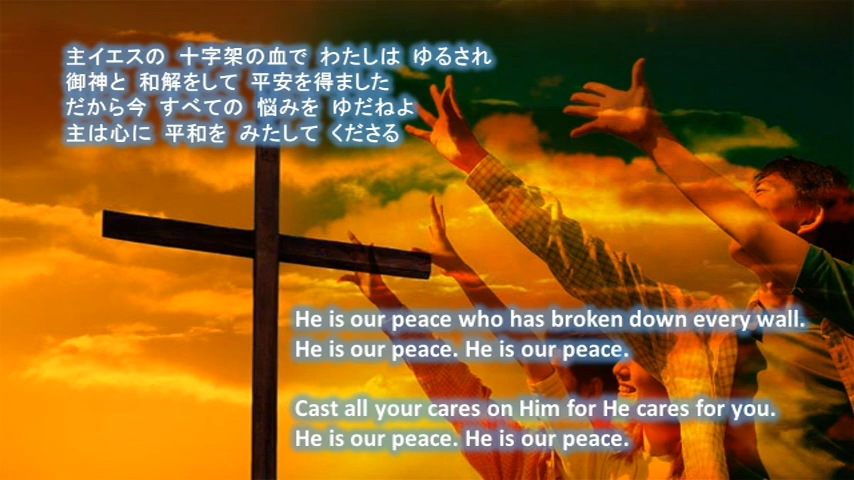 主イエスの 十字架の血で わたしは ゆるされ
御神と 和解をして 平安を得ました
だから今 すべての 悩みを ゆだねよ
主は心に 平和を みたして くださる
He is our peace who has broken down every wall.
He is our peace. He is our peace.
Cast all your cares on Him for He cares for you.
He is our peace. He is our peace.